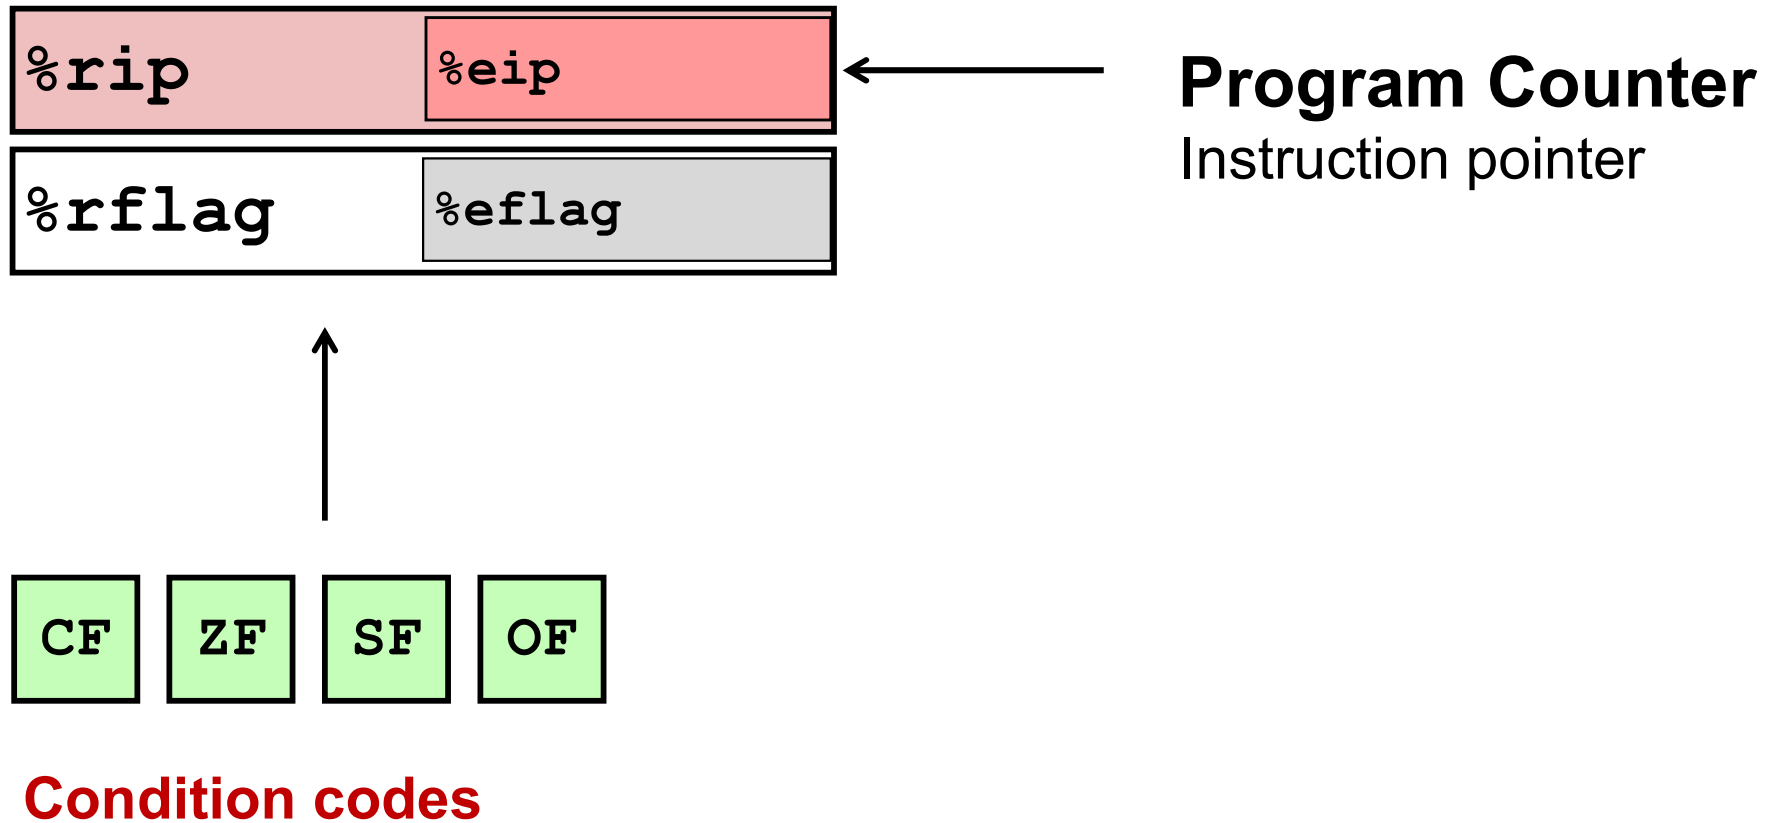 %rip %eip
Program Counter
Instruction pointer
%rflag %eflag
CF ZF SF OF
Condition codes